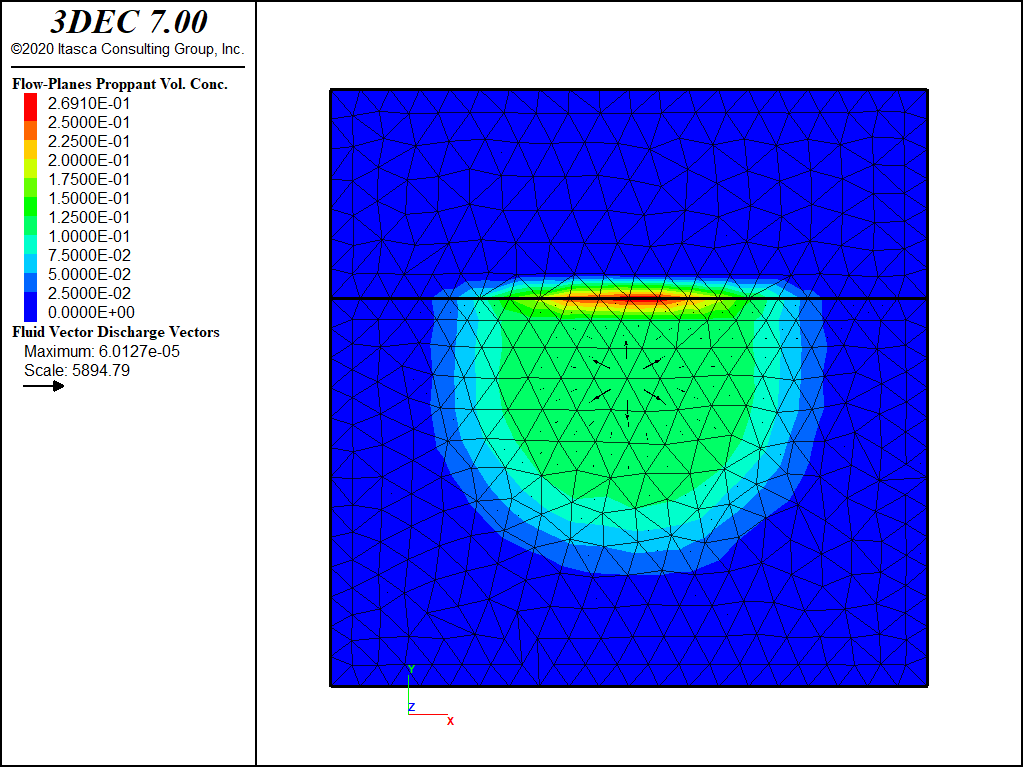 3DEC 7.00
©2020 Itasca Consulting Group, Inc.
Flow-Planes Proppant Vol. Conc.
2.6910E-01
2.5000E-01
2.2500E-01
2.0000E-01
1.7500E-01
1.5000E-01
1.2500E-01
1.0000E-01
7.5000E-02
5.0000E-02
2.5000E-02
0.0000E+00
Fluid Vector Discharge Vectors
Maximum: 6.0127e-05
Scale: 5894.79
Y
Z
X